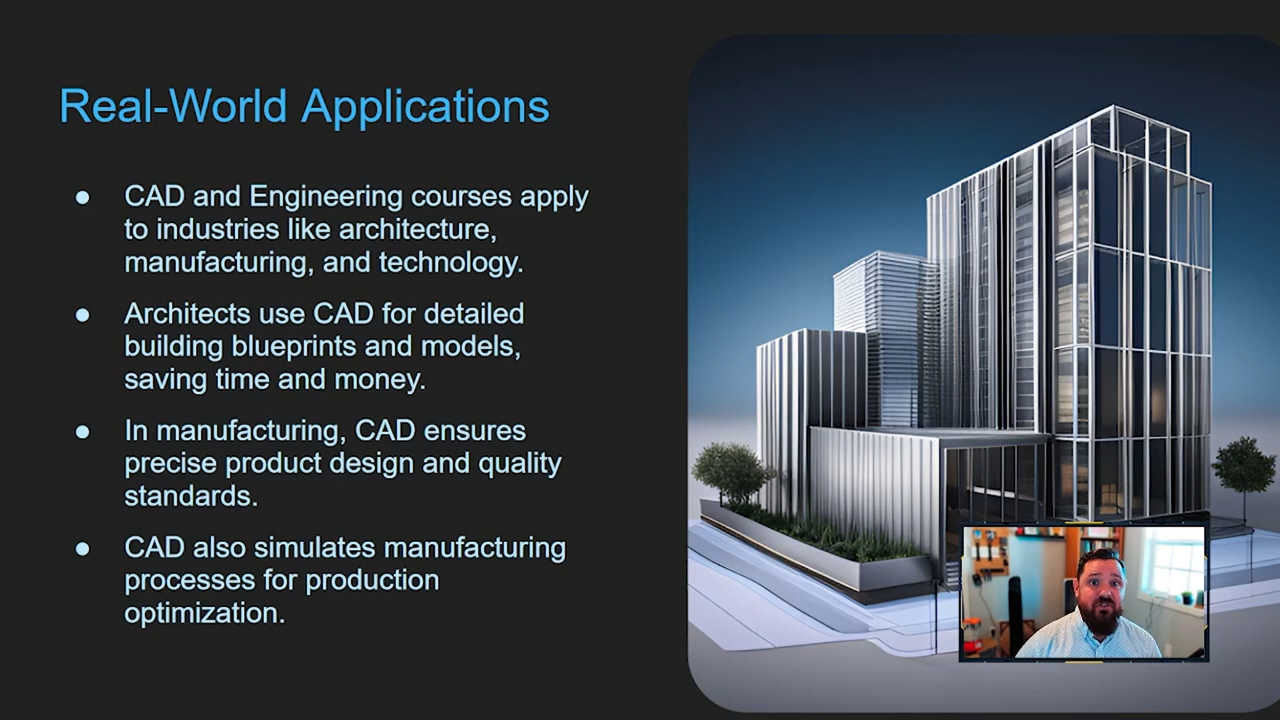 Real-World Applications
● CAD and Engineering courses apply
to industries like architecture,
manufacturing, and technology.
● Architects use CAD for detailed
building blueprints and models,
saving time and money.
● In manufacturing, CAD ensures
precise product design and quality
standards.
● CAD also simulates manufacturing
processes for production
optimization.